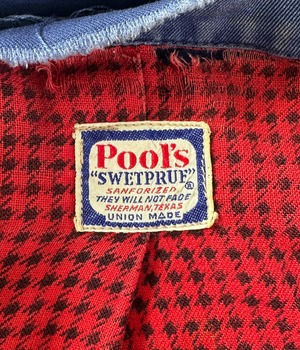 Pool's
"SWETPRUF"®
SANFORIZED
THEY WILL NOT FADE
SHERMAN, TEXAS
UNION MADE